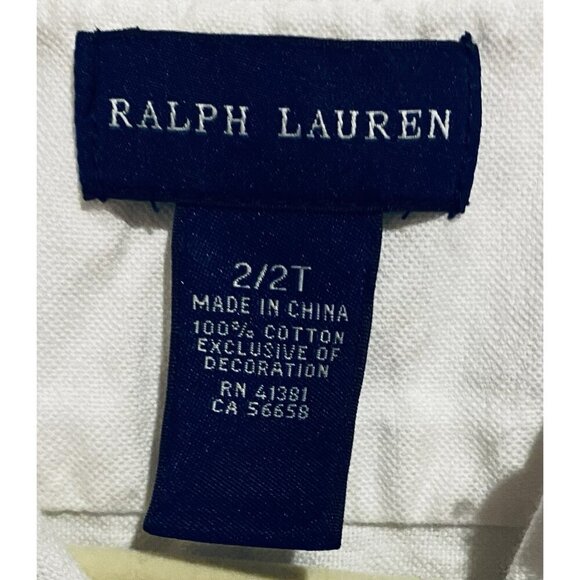 RALPH LAUREN
2/2T
MADE IN CHINA
100% COTTON
EXCLUSIVE OF
DECORATION
RN 41381
CA 56658